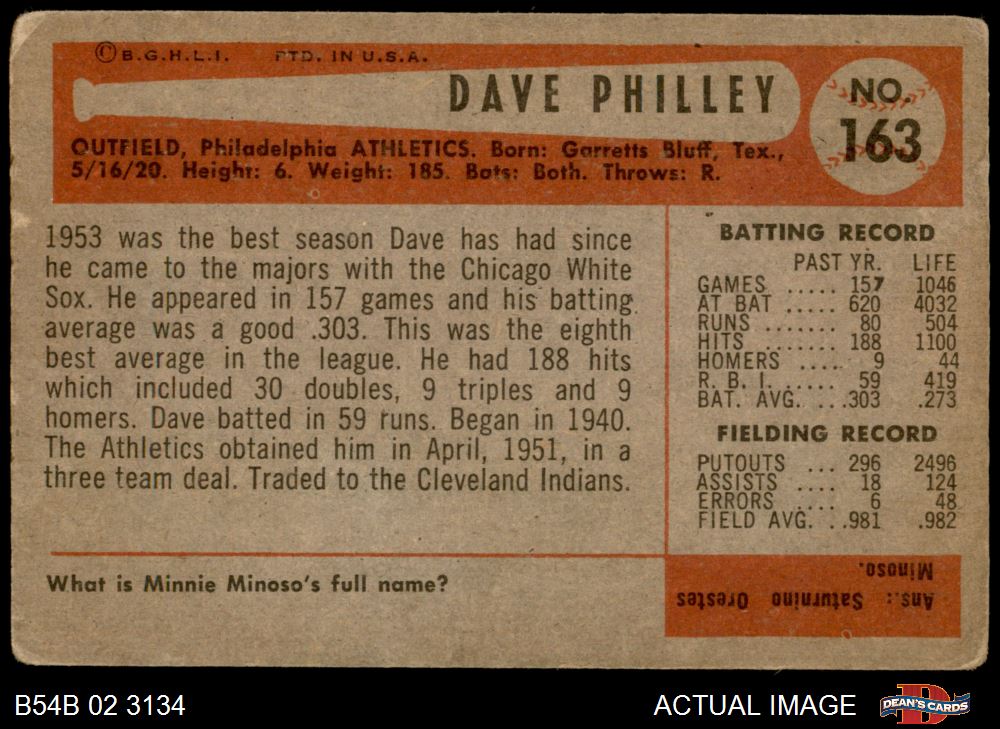 © B.G.H.L.I. PTD. IN U.S.A.
DAVE PHILLEY
NO.
163
OUTFIELD, Philadelphia ATHLETICS. Born: Garretts Bluff, Tex.,
5/16/20. Height: 6. Weight: 185. Bats: Both. Throws: R.
1953 was the best season Dave has had since
he came to the majors with the Chicago White
Sox. He appeared in 157 games and his batting
average was a good .303. This was the eighth
best average in the league. He had 188 hits
which included 30 doubles, 9 triples and 9
homers. Dave batted in 59 runs. Began in 1940.
The Athletics obtained him in April, 1951, in a
three team deal. Traded to the Cleveland Indians.
BATTING RECORD
PAST YR. LIFE
GAMES ..... 157 1046
AT BAT ..... 620 4032
RUNS ....... 80 504
HITS ....... 188 1100
HOMERS .... 9 44
R. B. I. ...... 59 419
BAT. AVG. ... .303 .273
FIELDING RECORD
PUTOUTS ... 296 2496
ASSISTS .... 18 124
ERRORS .... 6 48
FIELD AVG. . .981 .982
What is Minnie Minoso's full name?
Ans.: Saturnino Orestes
Minoso.
B54B 02 3134
ACTUAL IMAGE
DEAN'S CARDS